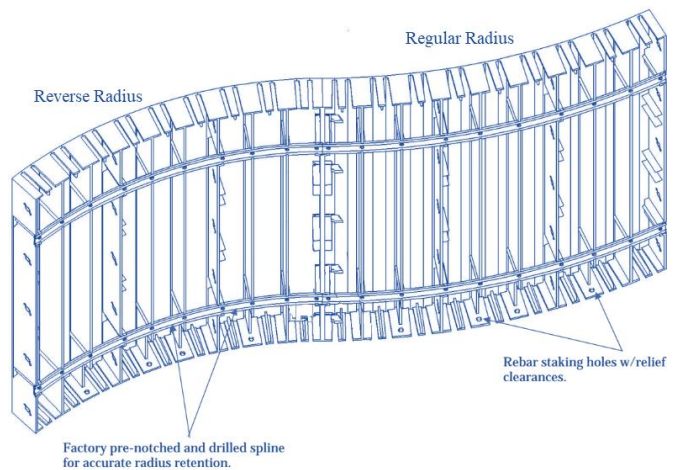 Regular Radius
Reverse Radius
Rebar staking holes w/relief
clearances.
Factory pre-notched and drilled spline
for accurate radius retention.